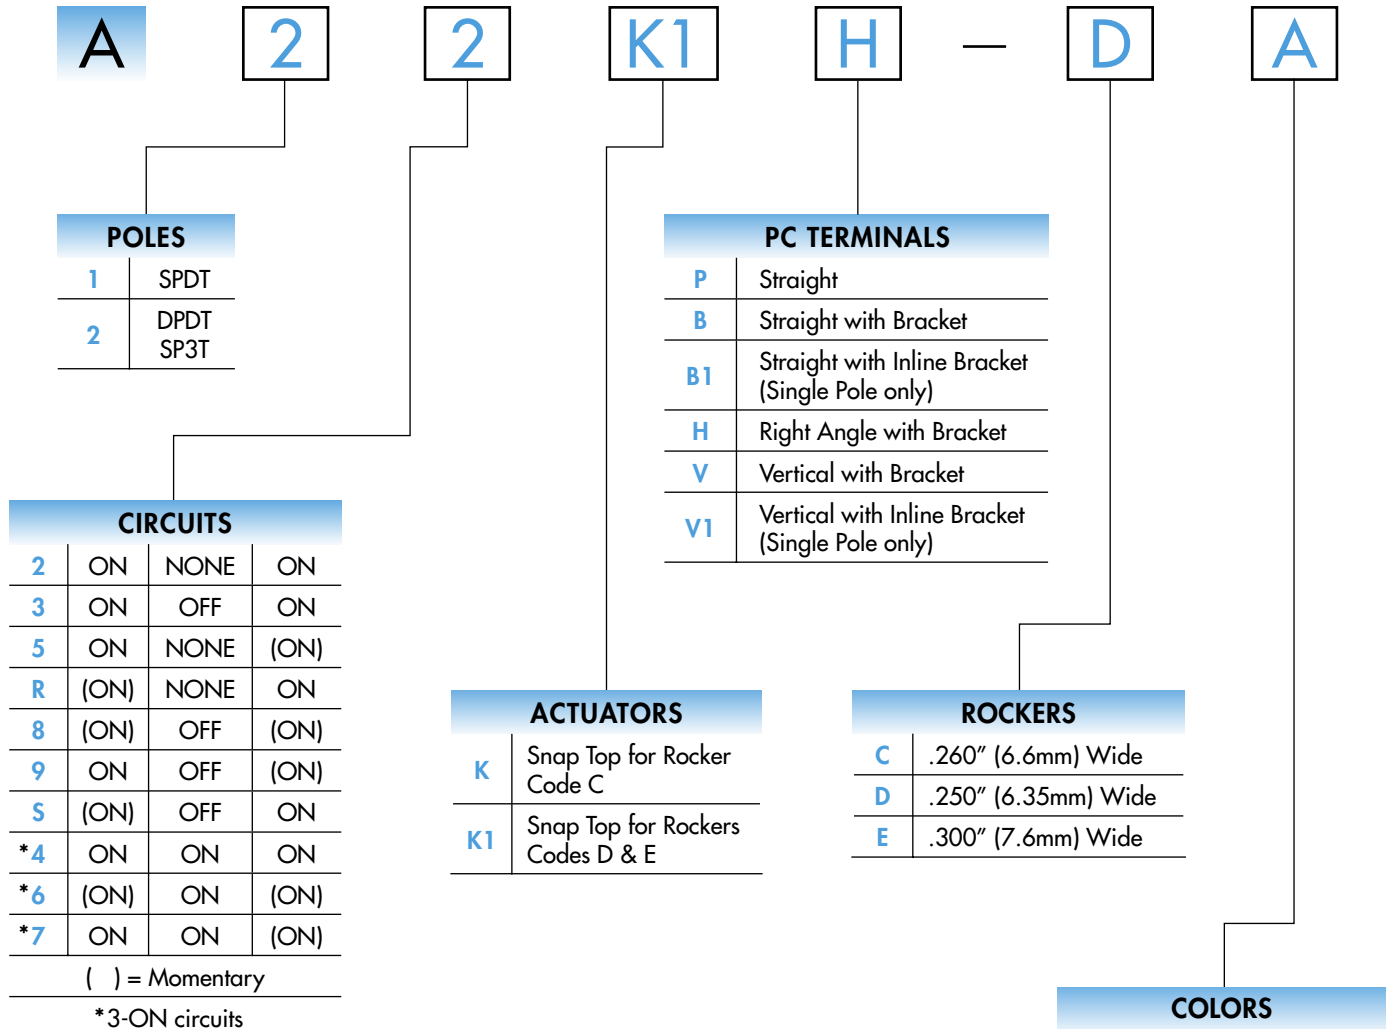 A 2 2 K1 H — D A
POLES
1 SPDT
2 DPDT
SP3T
PC TERMINALS
P Straight
B Straight with Bracket
B1 Straight with Inline Bracket
(Single Pole only)
H Right Angle with Bracket
V Vertical with Bracket
V1 Vertical with Inline Bracket
(Single Pole only)
CIRCUITS
2 ON NONE ON
3 ON OFF ON
5 ON NONE (ON)
R (ON) NONE ON
8 (ON) OFF (ON)
9 ON OFF (ON)
S (ON) OFF ON
*4 ON ON ON
*6 (ON) ON (ON)
*7 ON ON (ON)
( ) = Momentary
*3-ON circuits
ACTUATORS
K Snap Top for Rocker
Code C
K1 Snap Top for Rockers
Codes D & E
ROCKERS
C .260” (6.6mm) Wide
D .250” (6.35mm) Wide
E .300” (7.6mm) Wide
COLORS